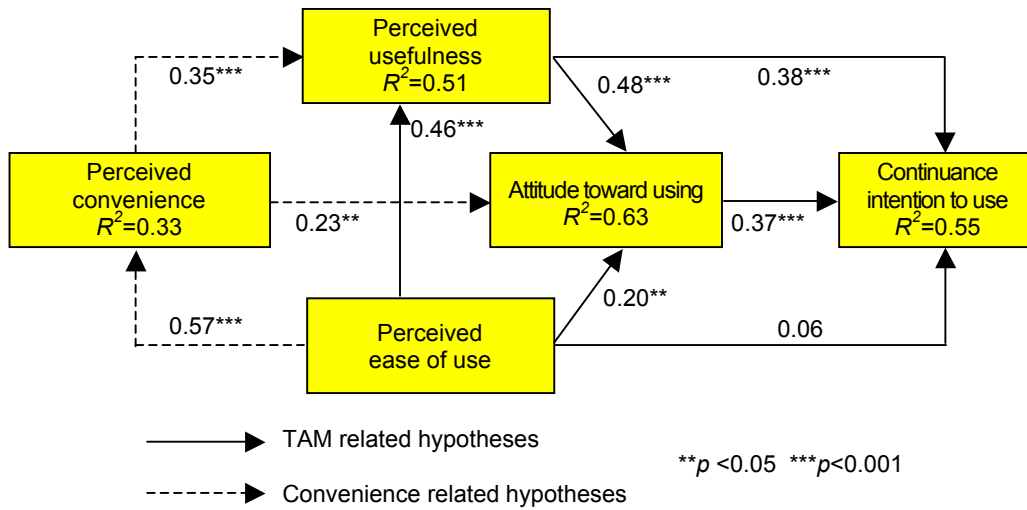 Perceived
usefulness
R²=0.51
0.35***
0.48***
0.38***
0.46***
Perceived
convenience
R²=0.33
0.23**
Attitude toward using
R²=0.63
0.37***
Continuance
intention to use
R²=0.55
0.57***
Perceived
ease of use
0.20**
0.06
TAM related hypotheses
**p <0.05 ***p<0.001
Convenience related hypotheses